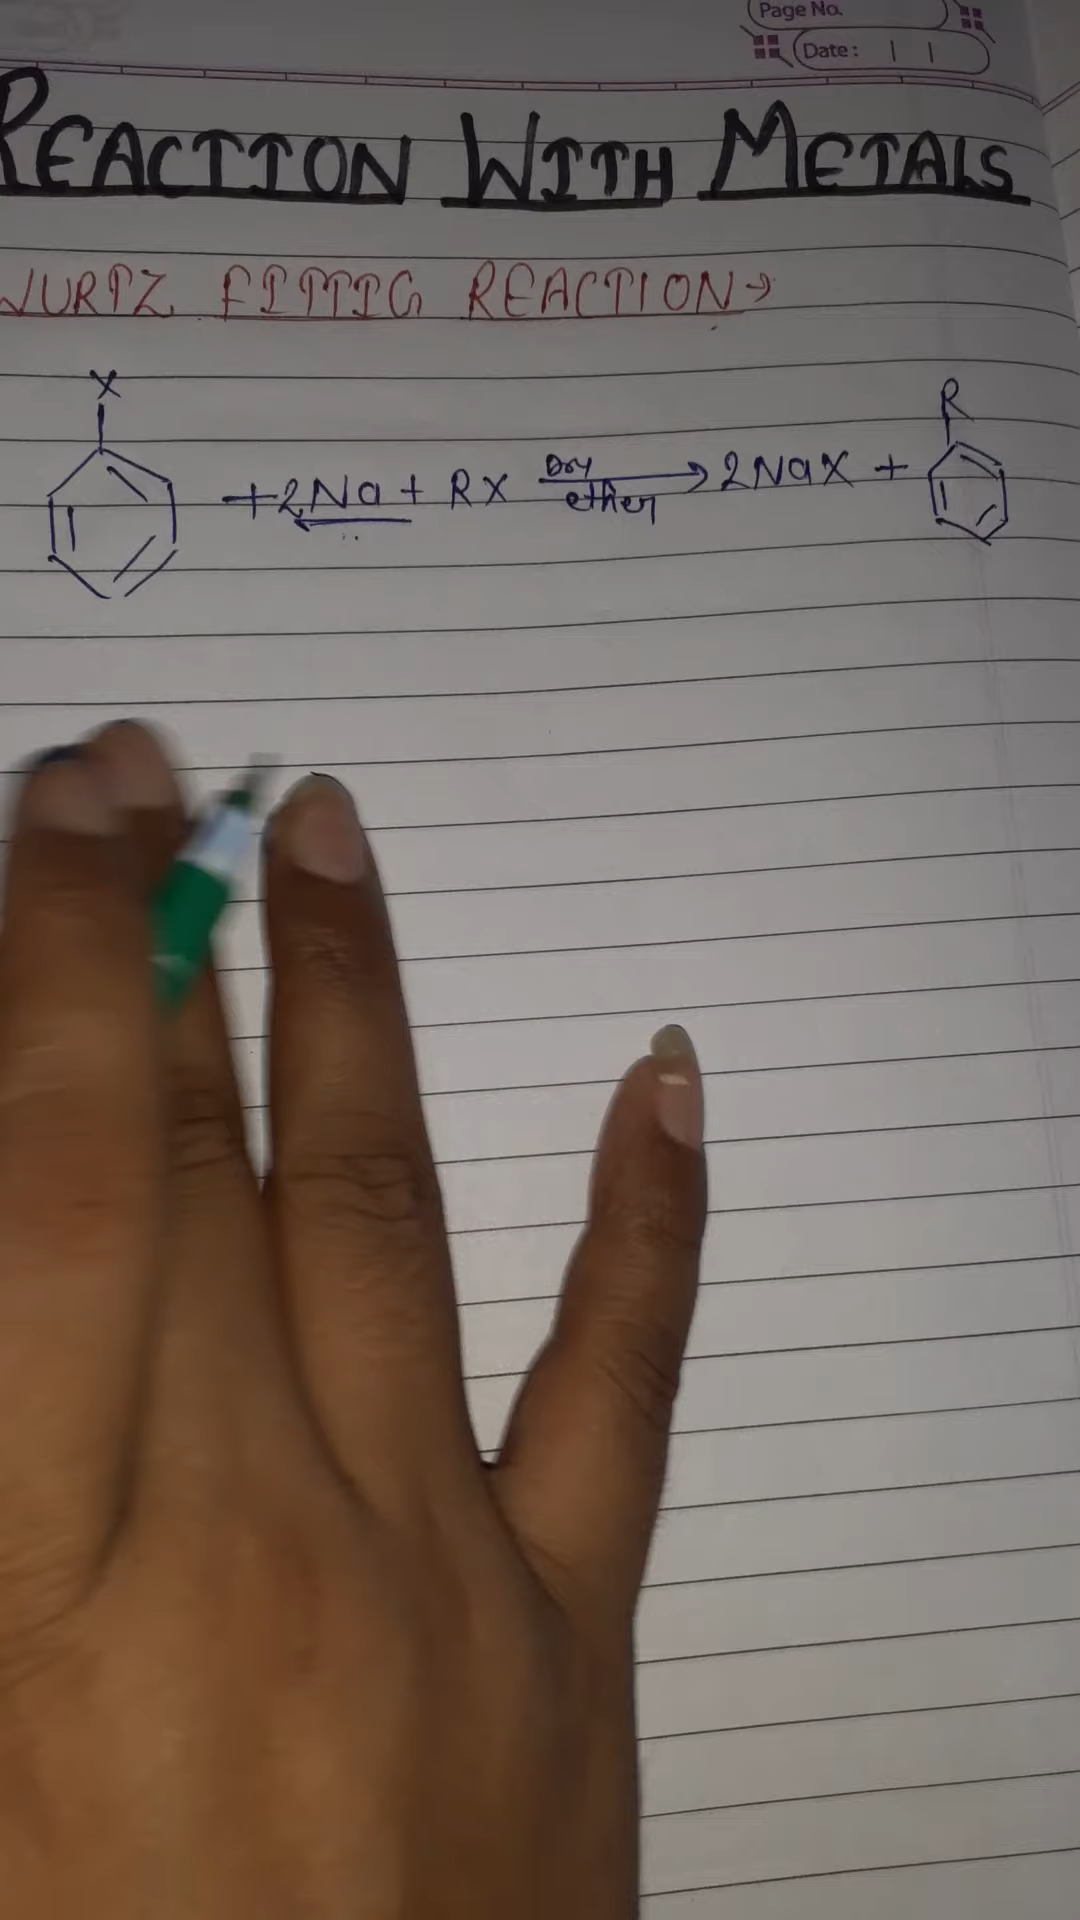 Page No.
Date:
REACTION WITH METALS
WURTZ FITTIG REACTION→
X R
+2Na + RX Dry ether → 2NaX +